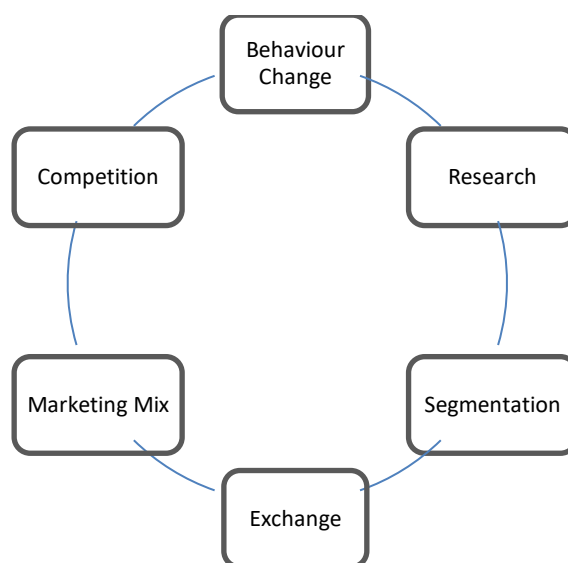 Behaviour
Change
Competition
Research
Marketing Mix
Segmentation
Exchange